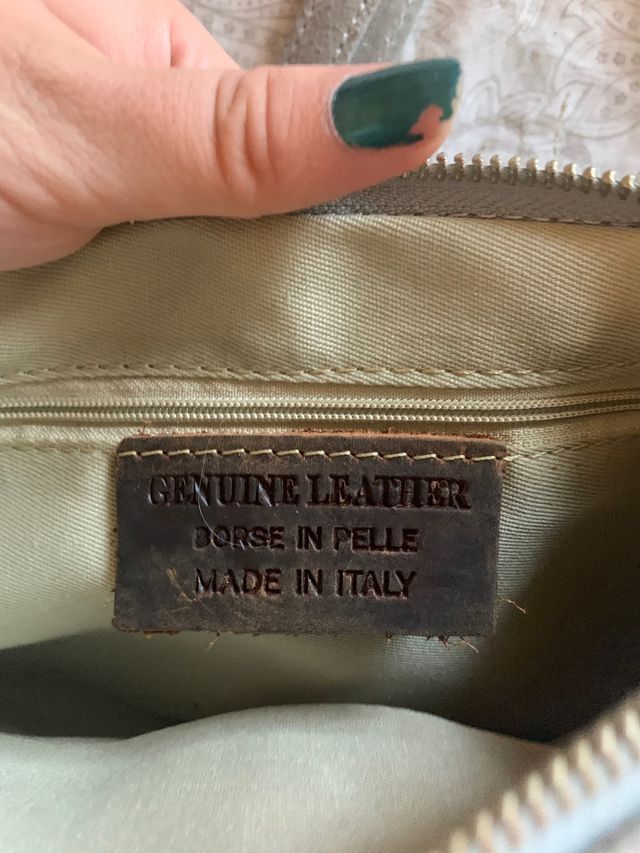 GENUINE LEATHER
BORSE IN PELLE
MADE IN ITALY